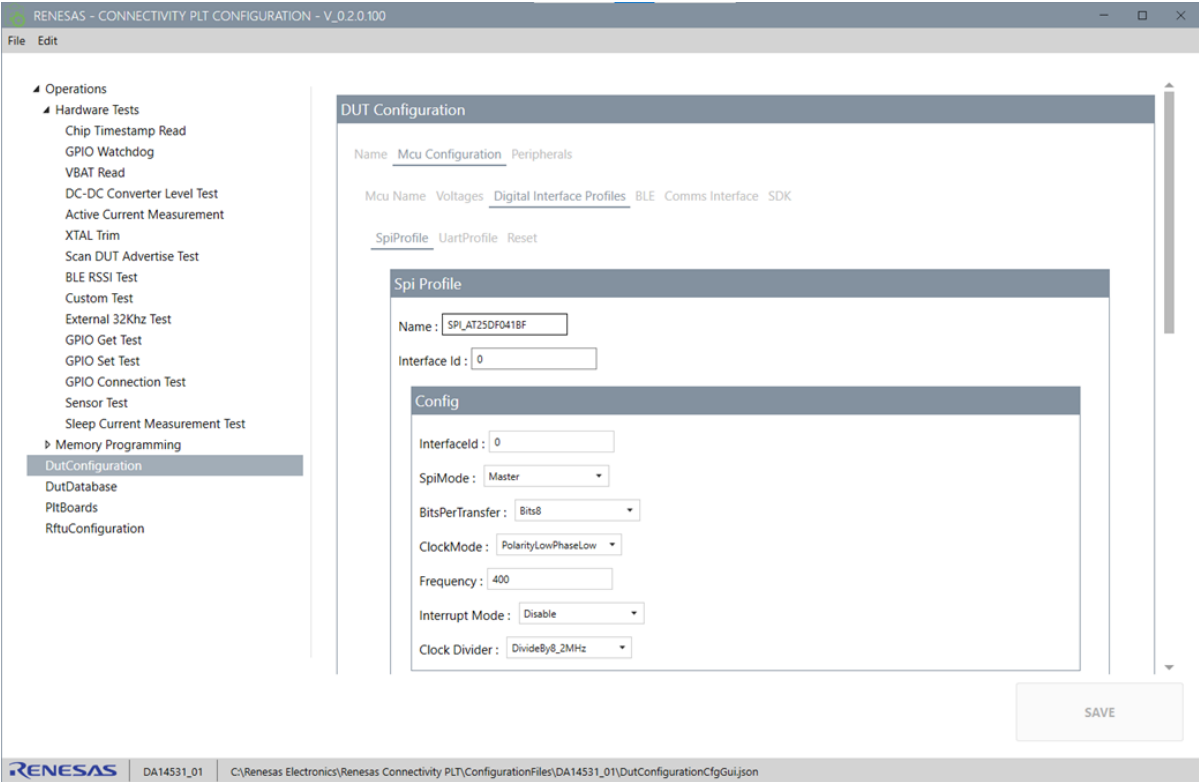 RENESAS - CONNECTIVITY PLT CONFIGURATION - V_0.2.0.100
File Edit
Operations
Hardware Tests
Chip Timestamp Read
GPIO Watchdog
VBAT Read
DC-DC Converter Level Test
Active Current Measurement
XTAL Trim
Scan DUT Advertise Test
BLE RSSI Test
Custom Test
External 32Khz Test
GPIO Get Test
GPIO Set Test
GPIO Connection Test
Sensor Test
Sleep Current Measurement Test
Memory Programming
DutConfiguration
DutDatabase
PltBoards
RftuConfiguration
DUT Configuration
Name Mcu Configuration Peripherals
Mcu Name Voltages Digital Interface Profiles BLE Comms Interface SDK
SpiProfile UartProfile Reset
Spi Profile
Name : SPI_AT25DF041BF
Interface Id : 0
Config
InterfaceId : 0
SpiMode : Master
BitsPerTransfer : Bits8
ClockMode : PolarityLowPhaseLow
Frequency : 400
Interrupt Mode : Disable
Clock Divider : DivideBy8_2MHz
SAVE
RENESAS DA14531_01 C:\Renesas Electronics\Renesas Connectivity PLT\ConfigurationFiles\DA14531_01\DutConfigurationCfgGui.json